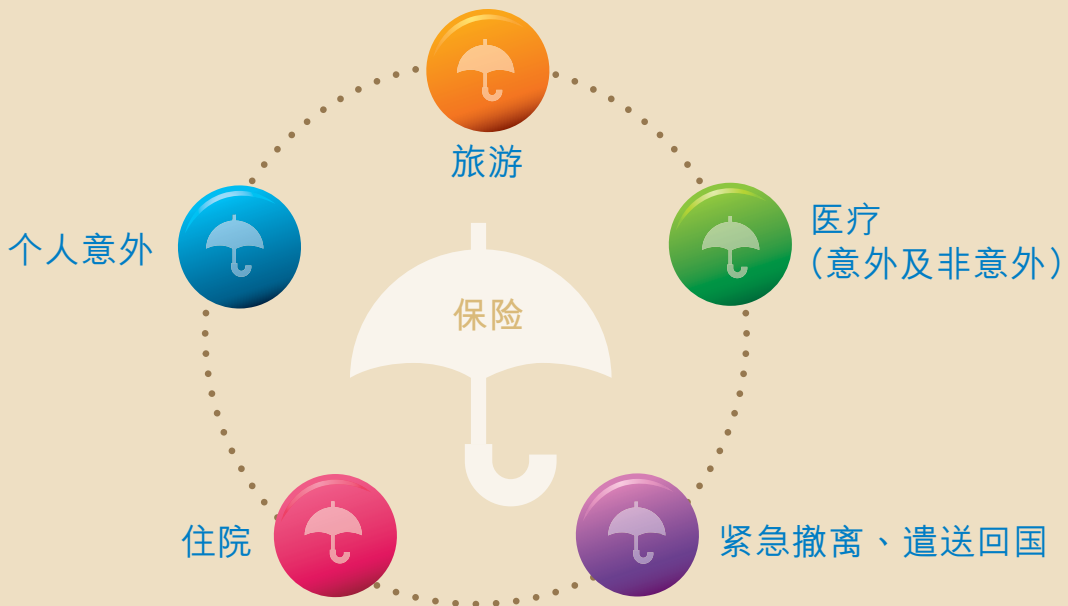 旅游
个人意外
医疗
（意外及非意外）
保险
住院
紧急撤离、遣送回国